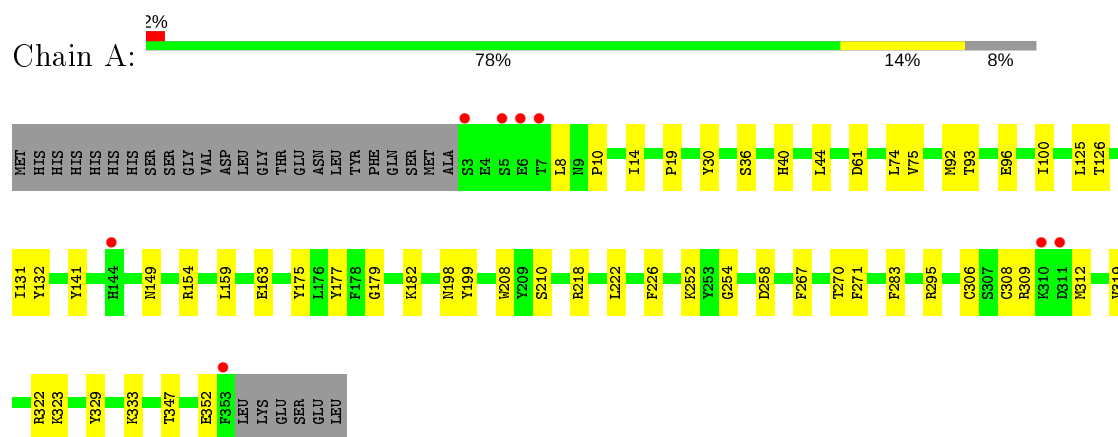 2%
Chain A:
78% 14% 8%
MET HIS HIS HIS HIS HIS HIS SER SER GLY VAL ASP LEU GLY THR GLU ASN LEU TYR PHE GLN SER MET ALA S3 E4 S5 E6 T7 L8 N9 P10 I14 P19 Y30 S36 H40 L44 D61 L74 V75 M92 T93 E96 I100 L125 T126
I131 Y132 Y141 H144 N149 R154 L159 E163 Y175 L176 Y177 F178 G179 K182 N198 Y199 W208 Y209 S210 R218 L222 F226 K252 Y253 G254 D258 F267 T270 F271 F283 R295 C306 S307 C308 R309 K310 D311 M312
R322 K323 Y329 K333 T347 E352 F353 LEU LYS GLU SER GLU LEU